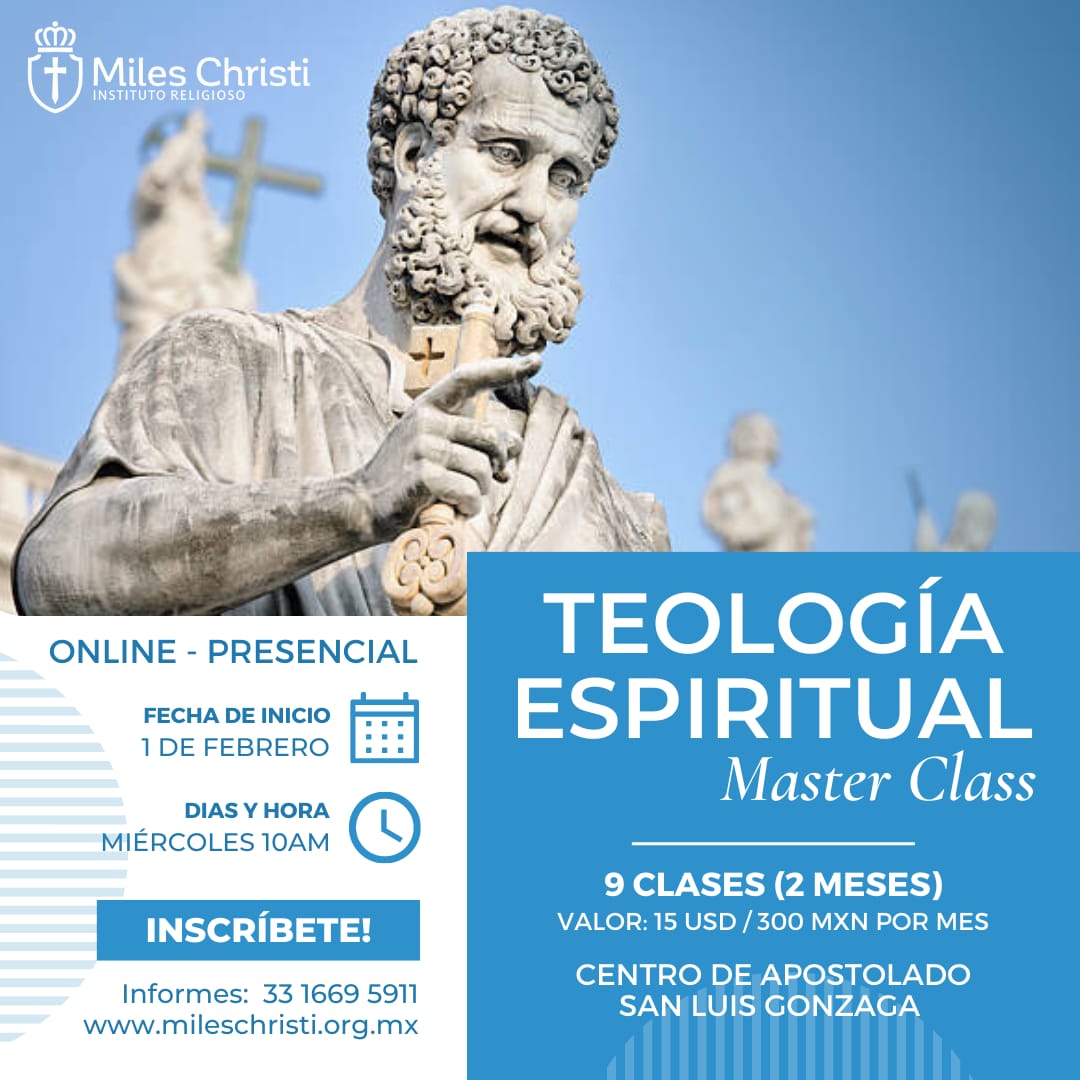 Miles Christi
INSTITUTO RELIGIOSO
ONLINE - PRESENCIAL
FECHA DE INICIO
1 DE FEBRERO
DIAS Y HORA
MIÉRCOLES 10AM
INSCRÍBETE!
Informes: 33 1669 5911
www.mileschristi.org.mx
TEOLOGÍA
ESPIRITUAL
Master Class
9 CLASES (2 MESES)
VALOR: 15 USD / 300 MXN POR MES
CENTRO DE APOSTOLADO
SAN LUIS GONZAGA